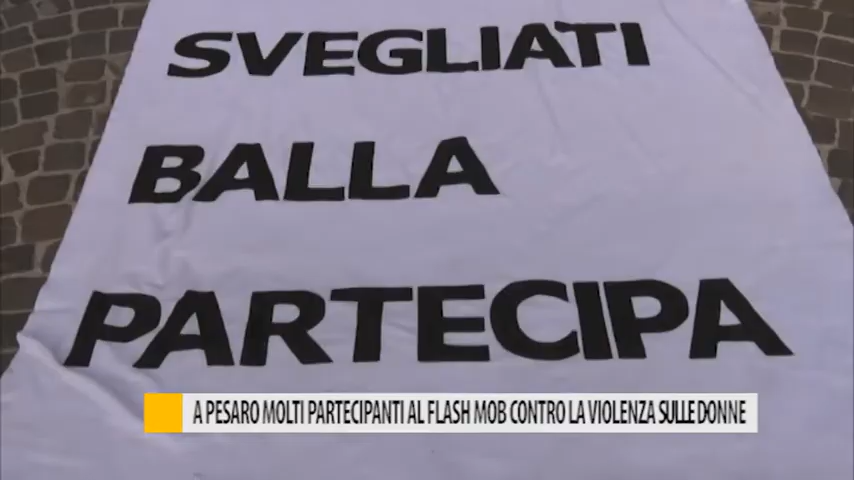 SVEGLIATI
BALLA
PARTECIPA
A PESARO MOLTI PARTECIPANTI AL FLASH MOB CONTRO LA VIOLENZA SULLE DONNE